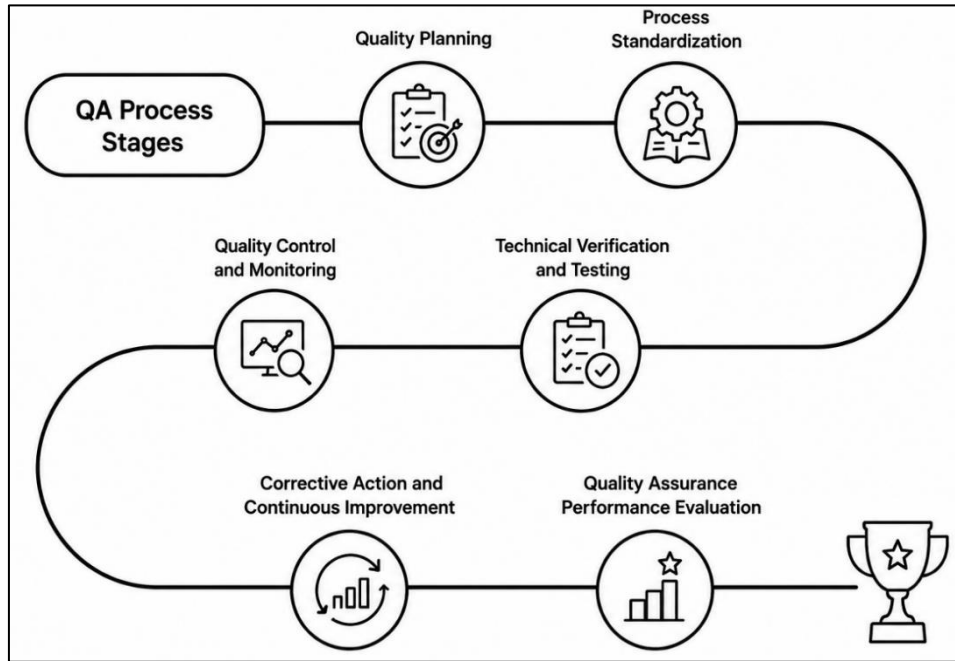 QA Process
Stages
Quality Planning
Process
Standardization
Technical Verification
and Testing
Quality Control
and Monitoring
Corrective Action and
Continuous Improvement
Quality Assurance
Performance Evaluation